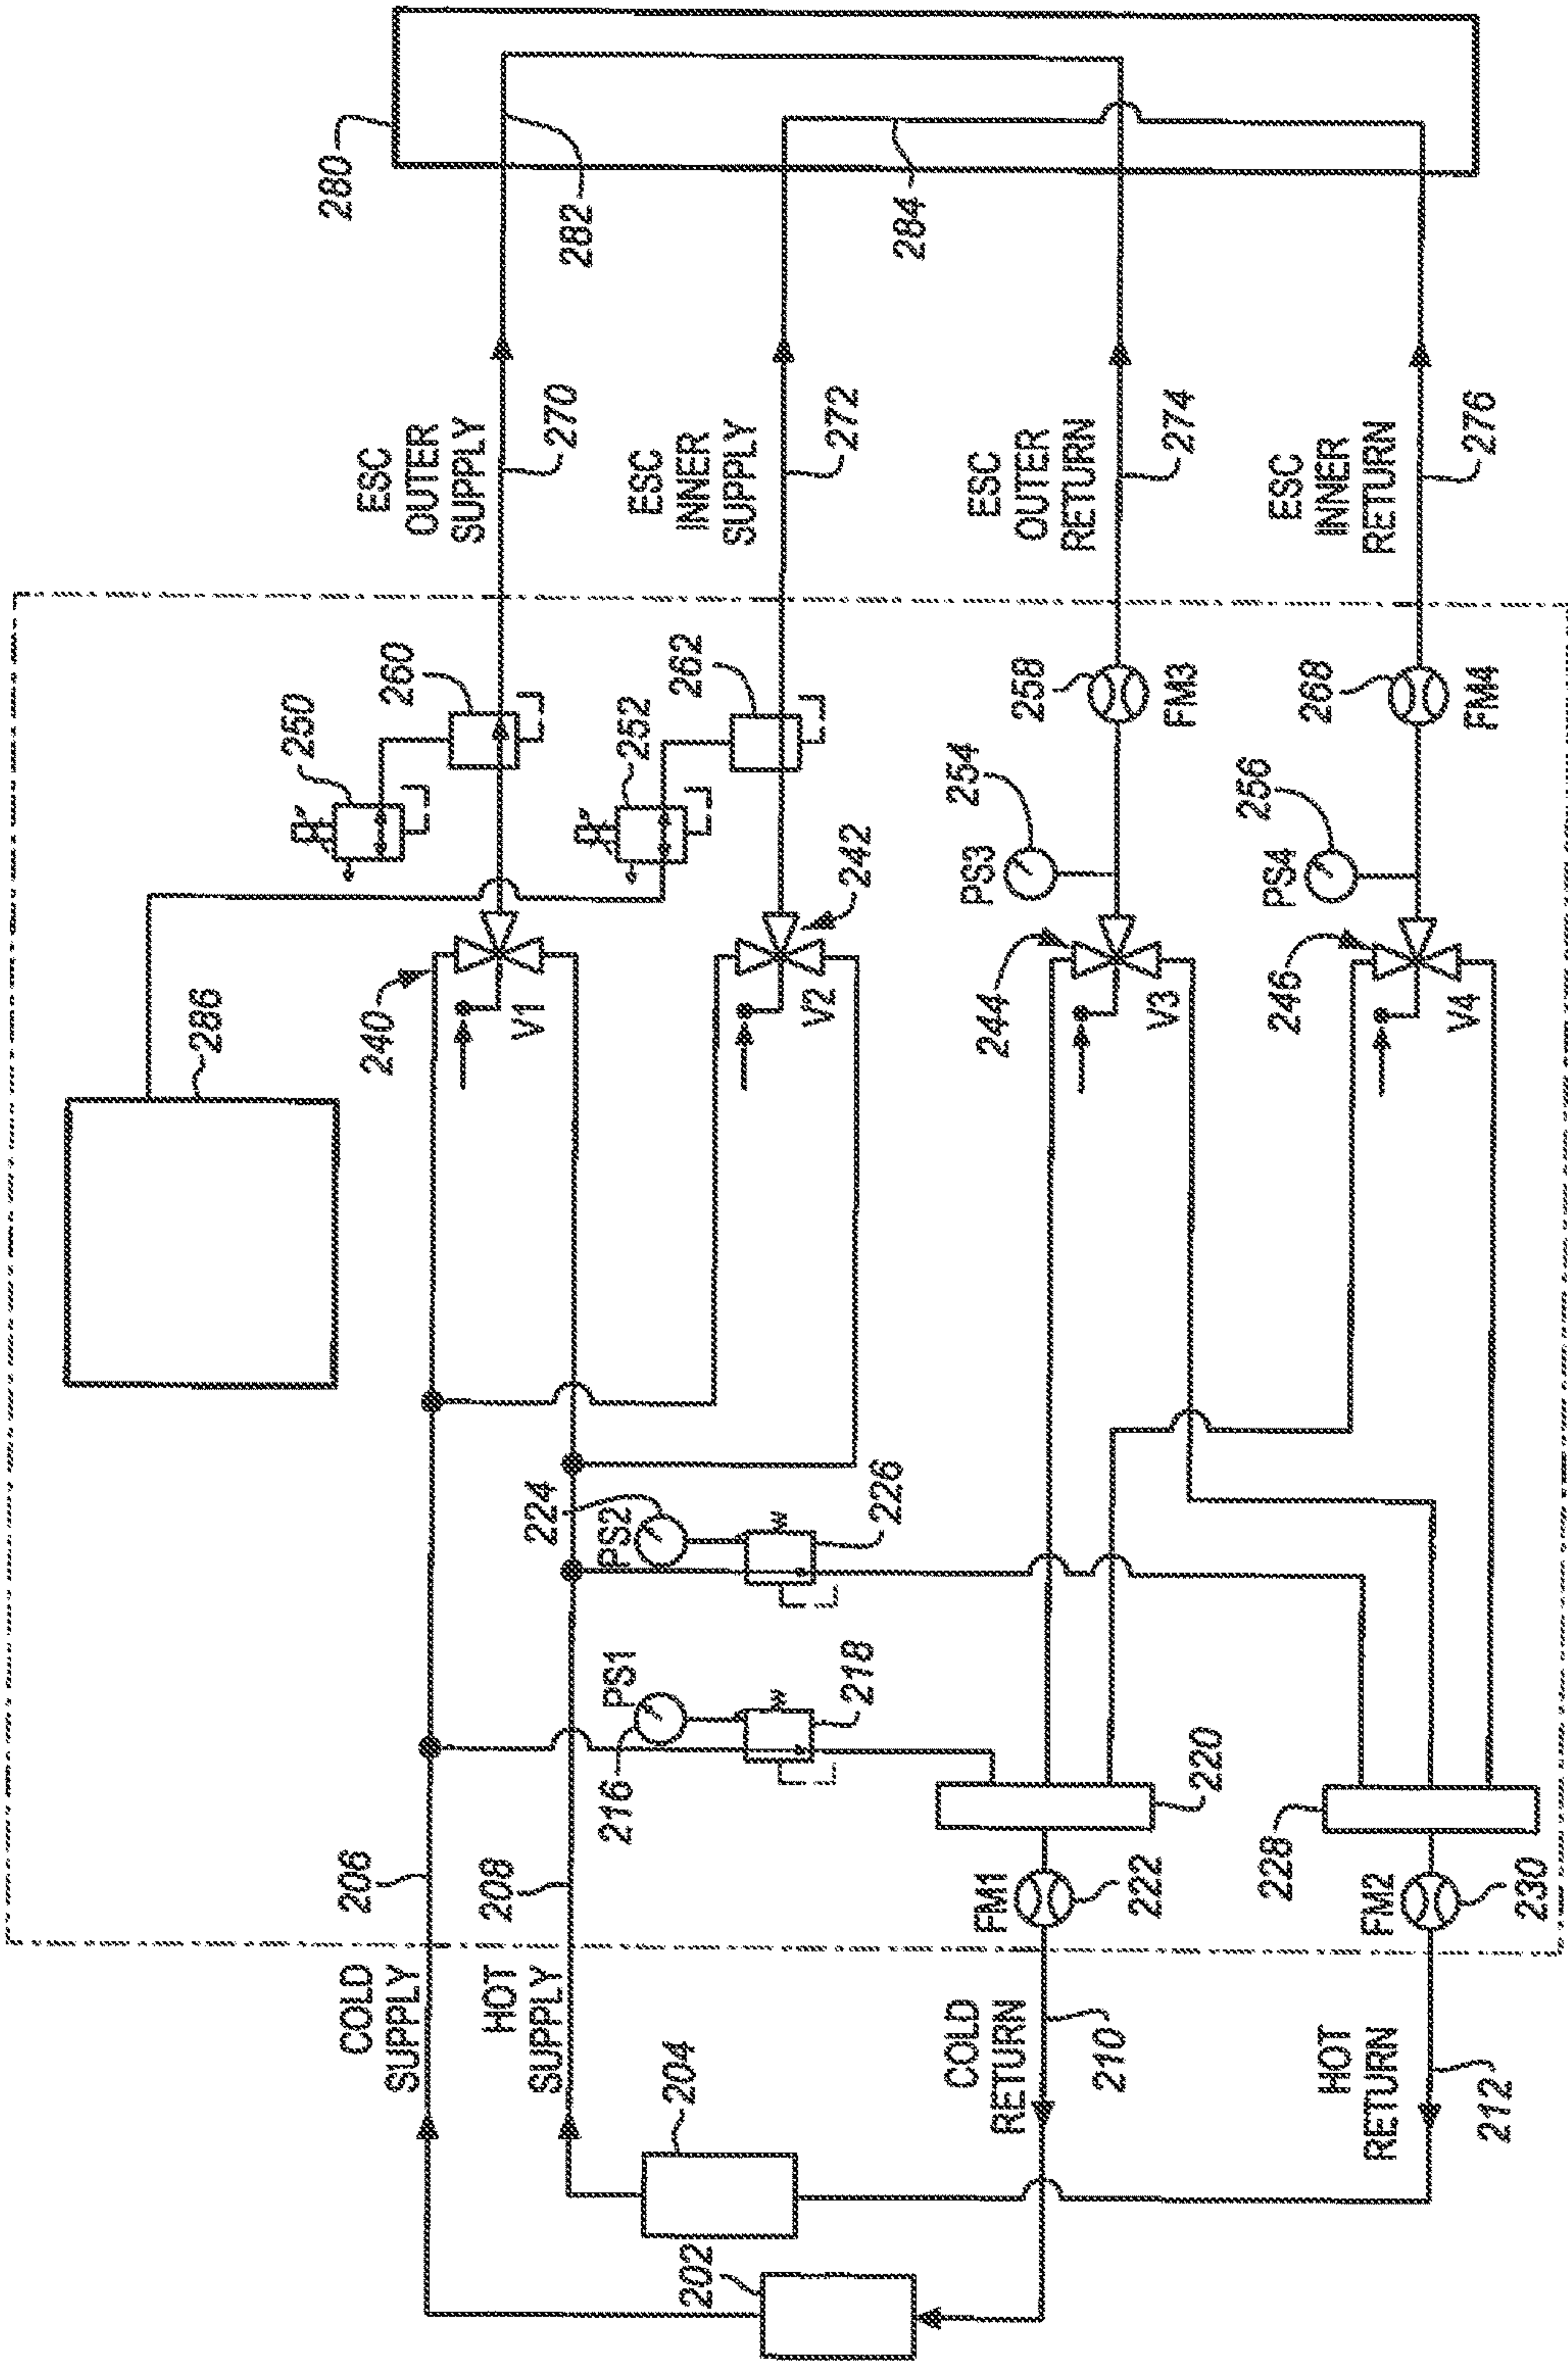 286
280
250
260
240
V1
ESC
OUTER
SUPPLY
270
282
COLD
SUPPLY
206
HOT
SUPPLY
208
204
202
216
PS1
218
224
PS2
226
252
262
242
V2
ESC
INNER
SUPPLY
272
284
COLD
RETURN
210
FM1
222
220
244
V3
PS3
254
258
FM3
ESC
OUTER
RETURN
274
HOT
RETURN
212
FM2
230
228
246
V4
PS4
256
268
FM4
ESC
INNER
RETURN
276